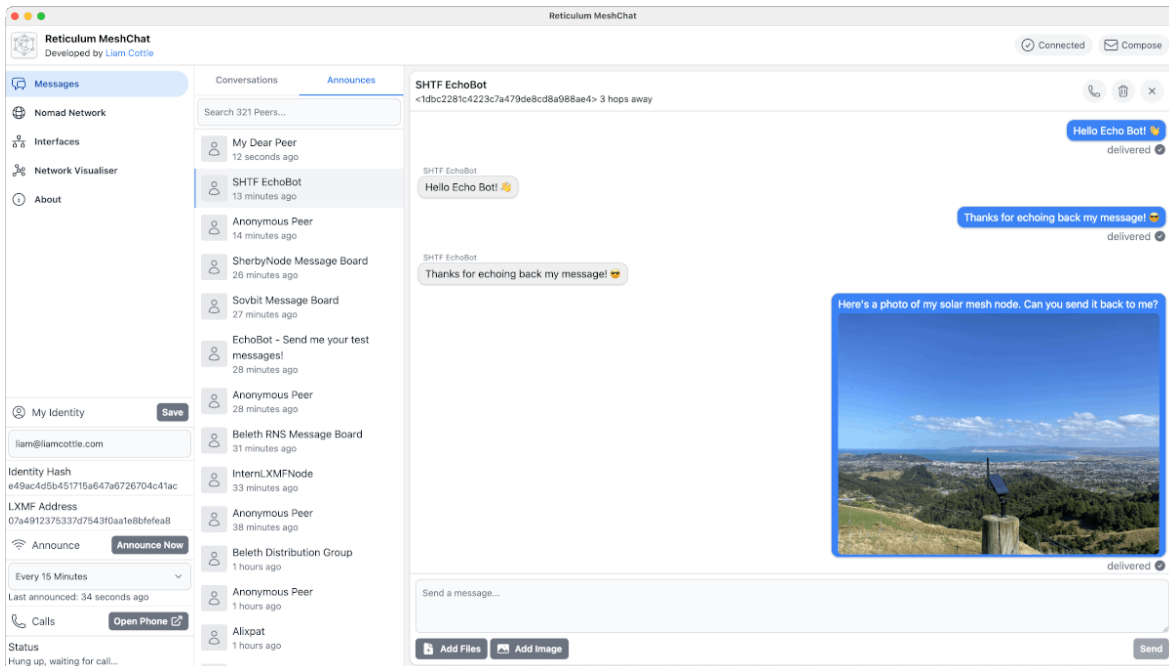 Reticulum MeshChat
Reticulum MeshChat
Developed by Liam Cottle
Connected
Compose
Messages
Nomad Network
Interfaces
Network Visualiser
About
My Identity
Save
liam@liamcottle.com
Identity Hash
e49ac4d5b451715a647a6726704c41ac
LXMF Address
07a4912375337d7543f0aa1e8bfefea8
Announce
Announce Now
Every 15 Minutes
Last announced: 34 seconds ago
Calls
Open Phone
Status
Hung up, waiting for call...
Conversations
Announces
Search 321 Peers...
My Dear Peer
12 seconds ago
SHTF EchoBot
13 minutes ago
Anonymous Peer
14 minutes ago
SherbyNode Message Board
26 minutes ago
Sovbit Message Board
27 minutes ago
EchoBot - Send me your test
messages!
28 minutes ago
Anonymous Peer
28 minutes ago
Beleth RNS Message Board
31 minutes ago
InternLXMFNode
33 minutes ago
Anonymous Peer
38 minutes ago
Beleth Distribution Group
1 hours ago
Anonymous Peer
1 hours ago
Alixpat
1 hours ago
SHTF EchoBot
<1dbc2281c4223c7a479de8cd8a988ae4> 3 hops away
Hello Echo Bot! 👋
delivered
SHTF EchoBot
Hello Echo Bot! 👋
Thanks for echoing back my message! 😎
delivered
SHTF EchoBot
Thanks for echoing back my message! 😎
Here's a photo of my solar mesh node. Can you send it back to me?
delivered
Send a message...
Add Files
Add Image
Send